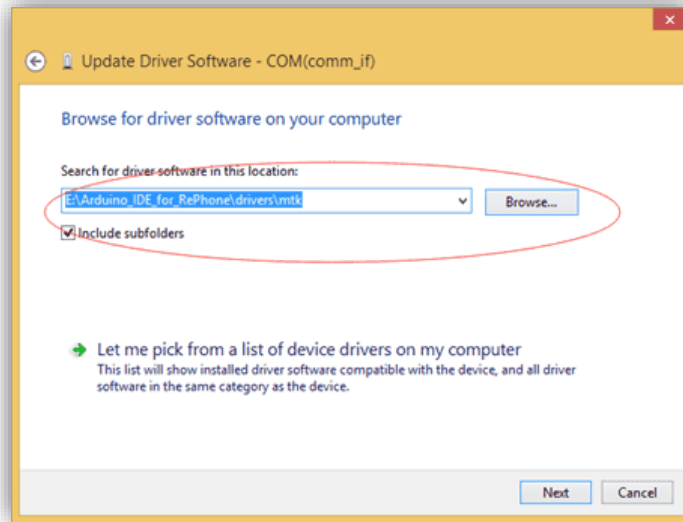 Update Driver Software - COM(comm_if)
Browse for driver software on your computer
Search for driver software in this location:
E:\Arduino_IDE_for_RePhone\drivers\mtk
Browse...
Include subfolders
Let me pick from a list of device drivers on my computer
This list will show installed driver software compatible with the device, and all driver
software in the same category as the device.
Next
Cancel